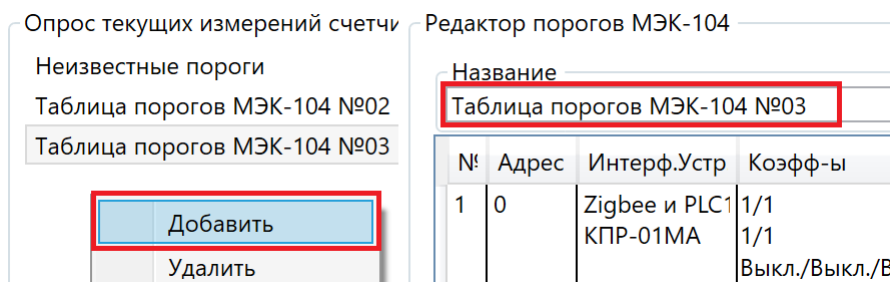 Опрос текущих измерений счетчи
Неизвестные пороги
Таблица порогов МЭК-104 №02
Таблица порогов МЭК-104 №03
Добавить
Удалить
Редактор порогов МЭК-104
Название
Таблица порогов МЭК-104 №03
№ Адрес Интерф.Устр Коэфф-ы
1 0 Zigbee и PLC1 1/1
КПР-01МА 1/1
Выкл./Выкл./В